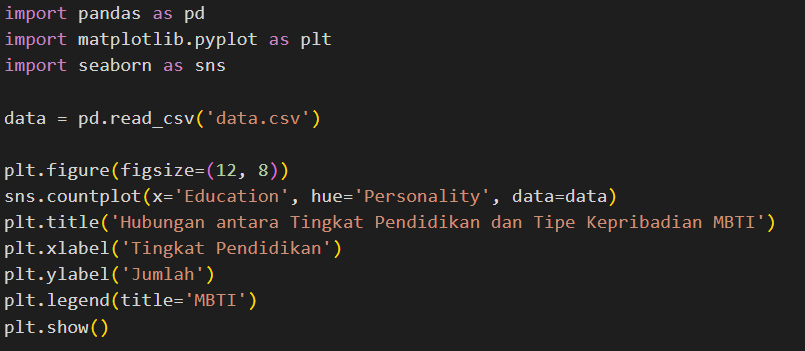 import pandas as pd
import matplotlib.pyplot as plt
import seaborn as sns
data = pd.read_csv('data.csv')
plt.figure(figsize=(12, 8))
sns.countplot(x='Education', hue='Personality', data=data)
plt.title('Hubungan antara Tingkat Pendidikan dan Tipe Kepribadian MBTI')
plt.xlabel('Tingkat Pendidikan')
plt.ylabel('Jumlah')
plt.legend(title='MBTI')
plt.show()